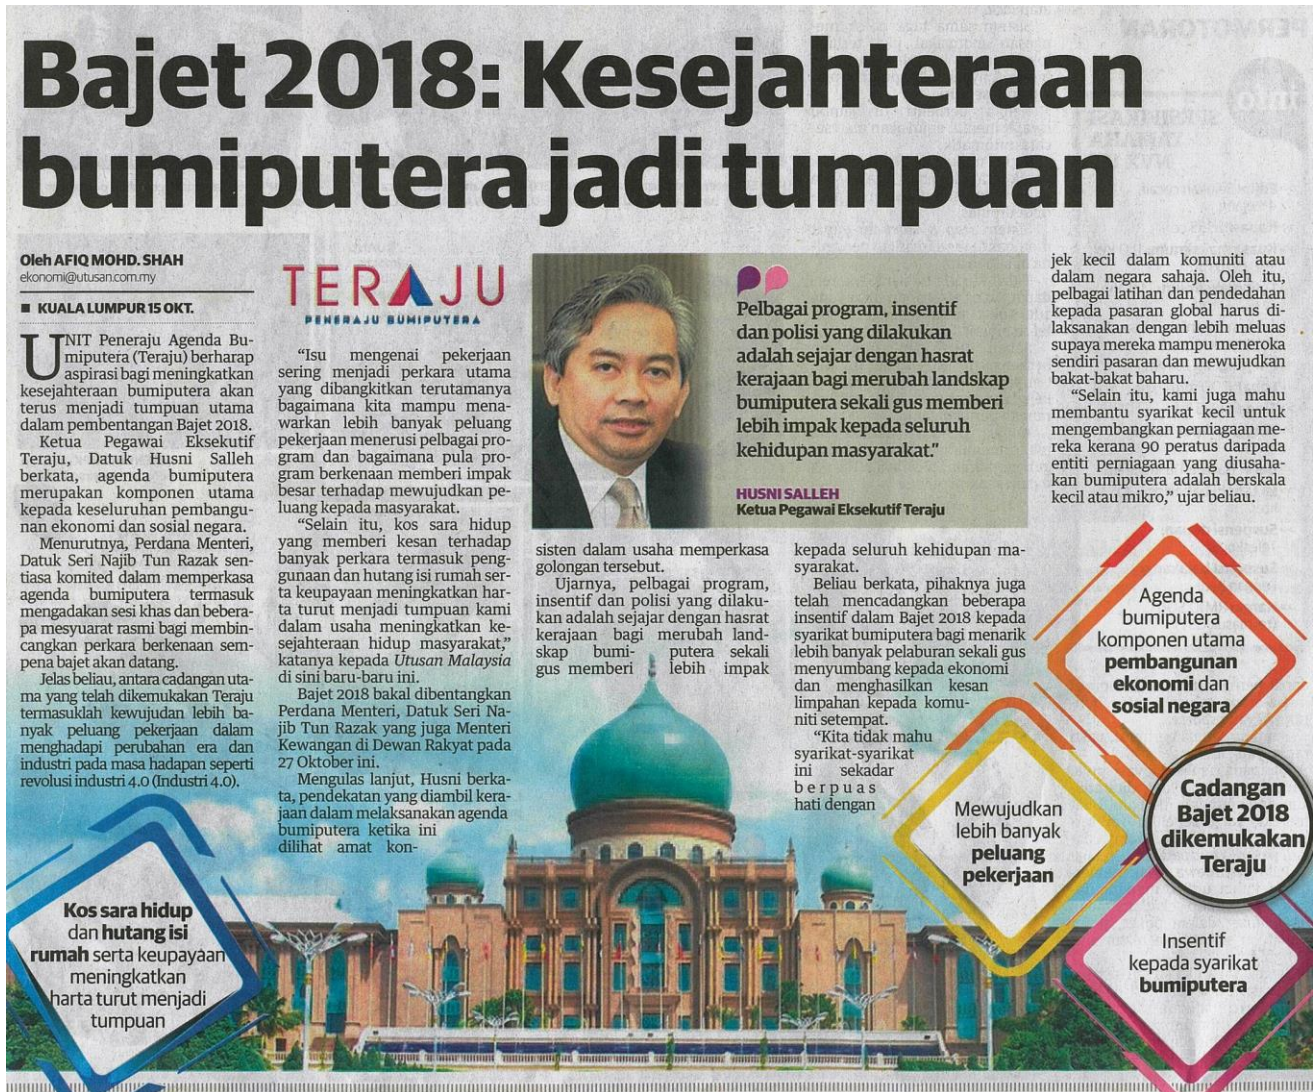 Bajet 2018: Kesejahteraan
bumiputera jadi tumpuan
Oleh AFIQ MOHD. SHAH
ekonomi@utusan.com.my
■ KUALA LUMPUR 15 OKT.
UNIT Peneraju Agenda Bu-
miputera (Teraju) berharap
aspirasi bagi meningkatkan
kesejahteraan bumiputera akan
terus menjadi tumpuan utama
dalam pembentangan Bajet 2018.
Ketua Pegawai Eksekutif
Teraju, Datuk Husni Salleh
berkata, agenda bumiputera
merupakan komponen utama
kepada keseluruhan pembangu-
nan ekonomi dan sosial negara.
Menurutnya, Perdana Menteri,
Datuk Seri Najib Tun Razak sen-
tiasa komited dalam memperkasa
agenda bumiputera termasuk
mengadakan sesi khas dan bebera-
pa mesyuarat rasmi bagi membin-
cangkan perkara berkenaan sem-
pena bajet akan datang.
Jelas beliau, antara cadangan uta-
ma yang telah dikemukakan Teraju
termasuklah kewujudan lebih ba-
nyak peluang pekerjaan dalam
menghadapi perubahan era dan
industri pada masa hadapan seperti
revolusi industri 4.0 (Industri 4.0).
TERAJU
PENERAJU BUMIPUTERA
“Isu mengenai pekerjaan
sering menjadi perkara utama
yang dibangkitkan terutamanya
bagaimana kita mampu mena-
warkan lebih banyak peluang
pekerjaan menerusi pelbagai pro-
gram dan bagaimana pula pro-
gram berkenaan memberi impak
besar terhadap mewujudkan pe-
luang kepada masyarakat.
“Selain itu, kos sara hidup
yang memberi kesan terhadap
banyak perkara termasuk peng-
gunaan dan hutang isi rumah ser-
ta keupayaan meningkatkan har-
ta turut menjadi tumpuan kami
dalam usaha meningkatkan ke-
sejahteraan hidup masyarakat,”
katanya kepada Utusan Malaysia
di sini baru-baru ini.
Bajet 2018 bakal dibentangkan
Perdana Menteri, Datuk Seri Na-
jib Tun Razak yang juga Menteri
Kewangan di Dewan Rakyat pada
27 Oktober ini.
Mengulas lanjut, Husni berka-
ta, pendekatan yang diambil kera-
jaan dalam melaksanakan agenda
bumiputera ketika ini
dilihat amat kon-
Pelbagai program, insentif
dan polisi yang dilakukan
adalah sejajar dengan hasrat
kerajaan bagi merubah landskap
bumiputera sekali gus memberi
lebih impak kepada seluruh
kehidupan masyarakat.”
HUSNI SALLEH
Ketua Pegawai Eksekutif Teraju
sisten dalam usaha memperkasa
golongan tersebut.
Ujarnya, pelbagai program,
insentif dan polisi yang dilaku-
kan adalah sejajar dengan hasrat
kerajaan bagi merubah land-
skap bumi- putera sekali
gus memberi lebih impak
kepada seluruh kehidupan ma-
syarakat.
Beliau berkata, pihaknya juga
telah mencadangkan beberapa
insentif dalam Bajet 2018 kepada
syarikat bumiputera bagi menarik
lebih banyak pelaburan sekali gus
menyumbang kepada ekonomi
dan menghasilkan kesan
limpahan kepada komu-
niti setempat.
“Kita tidak mahu
syarikat-syarikat
ini sekadar
berpuas
hati dengan
jek kecil dalam komuniti atau
dalam negara sahaja. Oleh itu,
pelbagai latihan dan pendedahan
kepada pasaran global harus di-
laksanakan dengan lebih meluas
supaya mereka mampu meneroka
sendiri pasaran dan mewujudkan
bakat-bakat baharu.
“Selain itu, kami juga mahu
membantu syarikat kecil untuk
mengembangkan perniagaan me-
reka kerana 90 peratus daripada
entiti perniagaan yang diusaha-
kan bumiputera adalah berskala
kecil atau mikro,” ujar beliau.
Agenda
bumiputera
komponen utama
pembangunan
ekonomi dan
sosial negara
Cadangan
Bajet 2018
dikemukakan
Teraju
Mewujudkan
lebih banyak
peluang
pekerjaan
Insentif
kepada syarikat
bumiputera
Kos sara hidup
dan hutang isi
rumah serta keupayaan
meningkatkan
harta turut menjadi
tumpuan